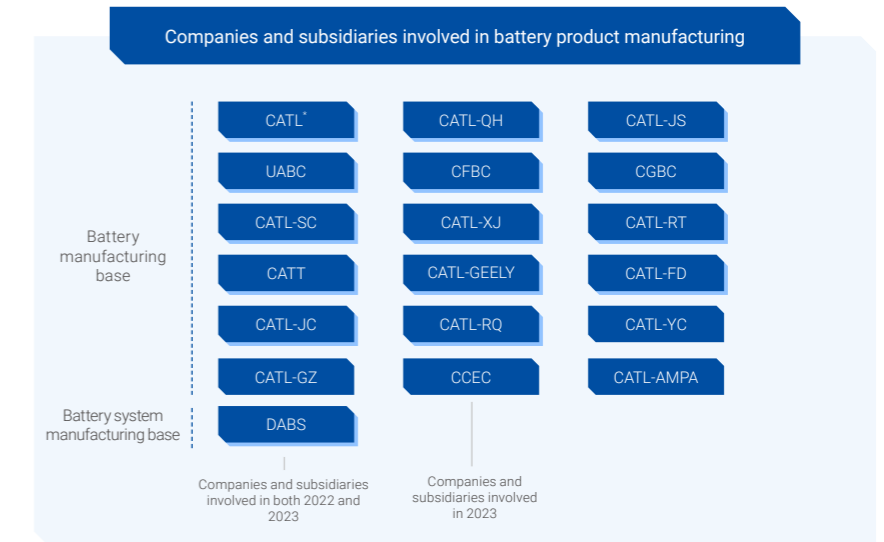 Companies and subsidiaries involved in battery product manufacturing
CATL*
CATL-QH
CATL-JS
UABC
CFBC
CGBC
CATL-SC
CATL-XJ
CATL-RT
Battery
manufacturing
base
CATT
CATL-GEELY
CATL-FD
CATL-JC
CATL-RQ
CATL-YC
CATL-GZ
CCEC
CATL-AMPA
Battery system
manufacturing base
DABS
Companies and subsidiaries
involved in both 2022 and
2023
Companies and
subsidiaries involved
in 2023